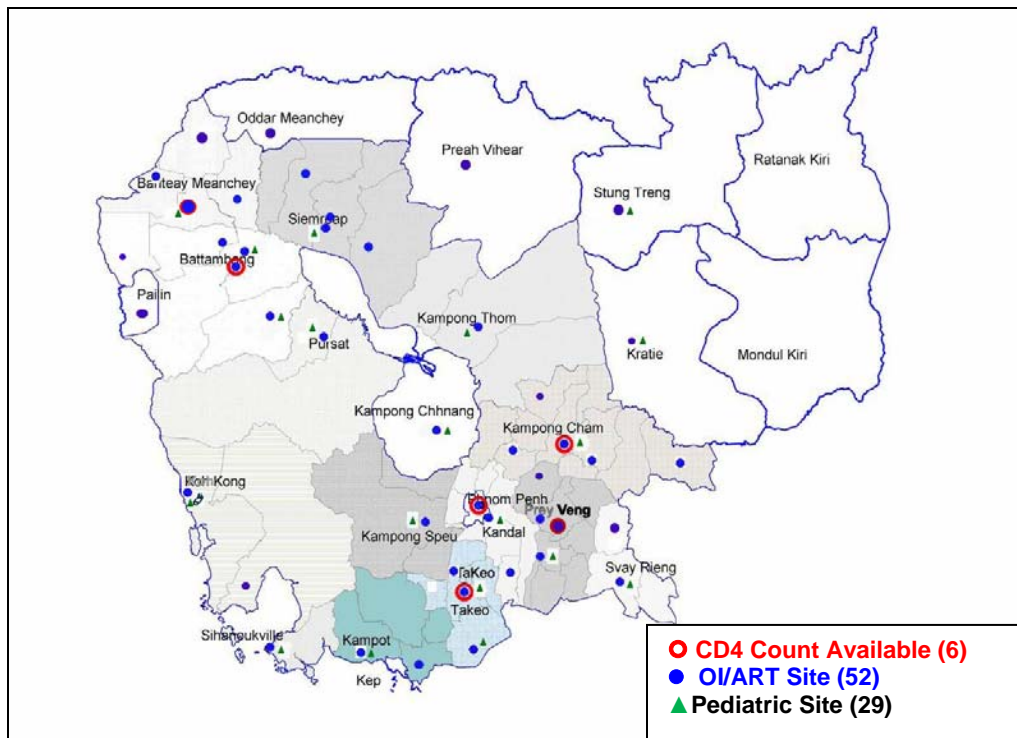 Oddar Meanchey
Preah Vihear
Ratanak Kiri
Banteay Meanchey
Stung Treng
Siemreap
Battambang
Pailin
Kampong Thom
Pursat
Kratie
Mondul Kiri
Kampong Chhnang
Kampong Cham
Koh Kong
Phnom Penh
Prey Veng
Kampong Speu
Kandal
TaKeo
Svay Rieng
Takeo
Sihanoukville
Kampot
Kep
CD4 Count Available (6)
OI/ART Site (52)
Pediatric Site (29)